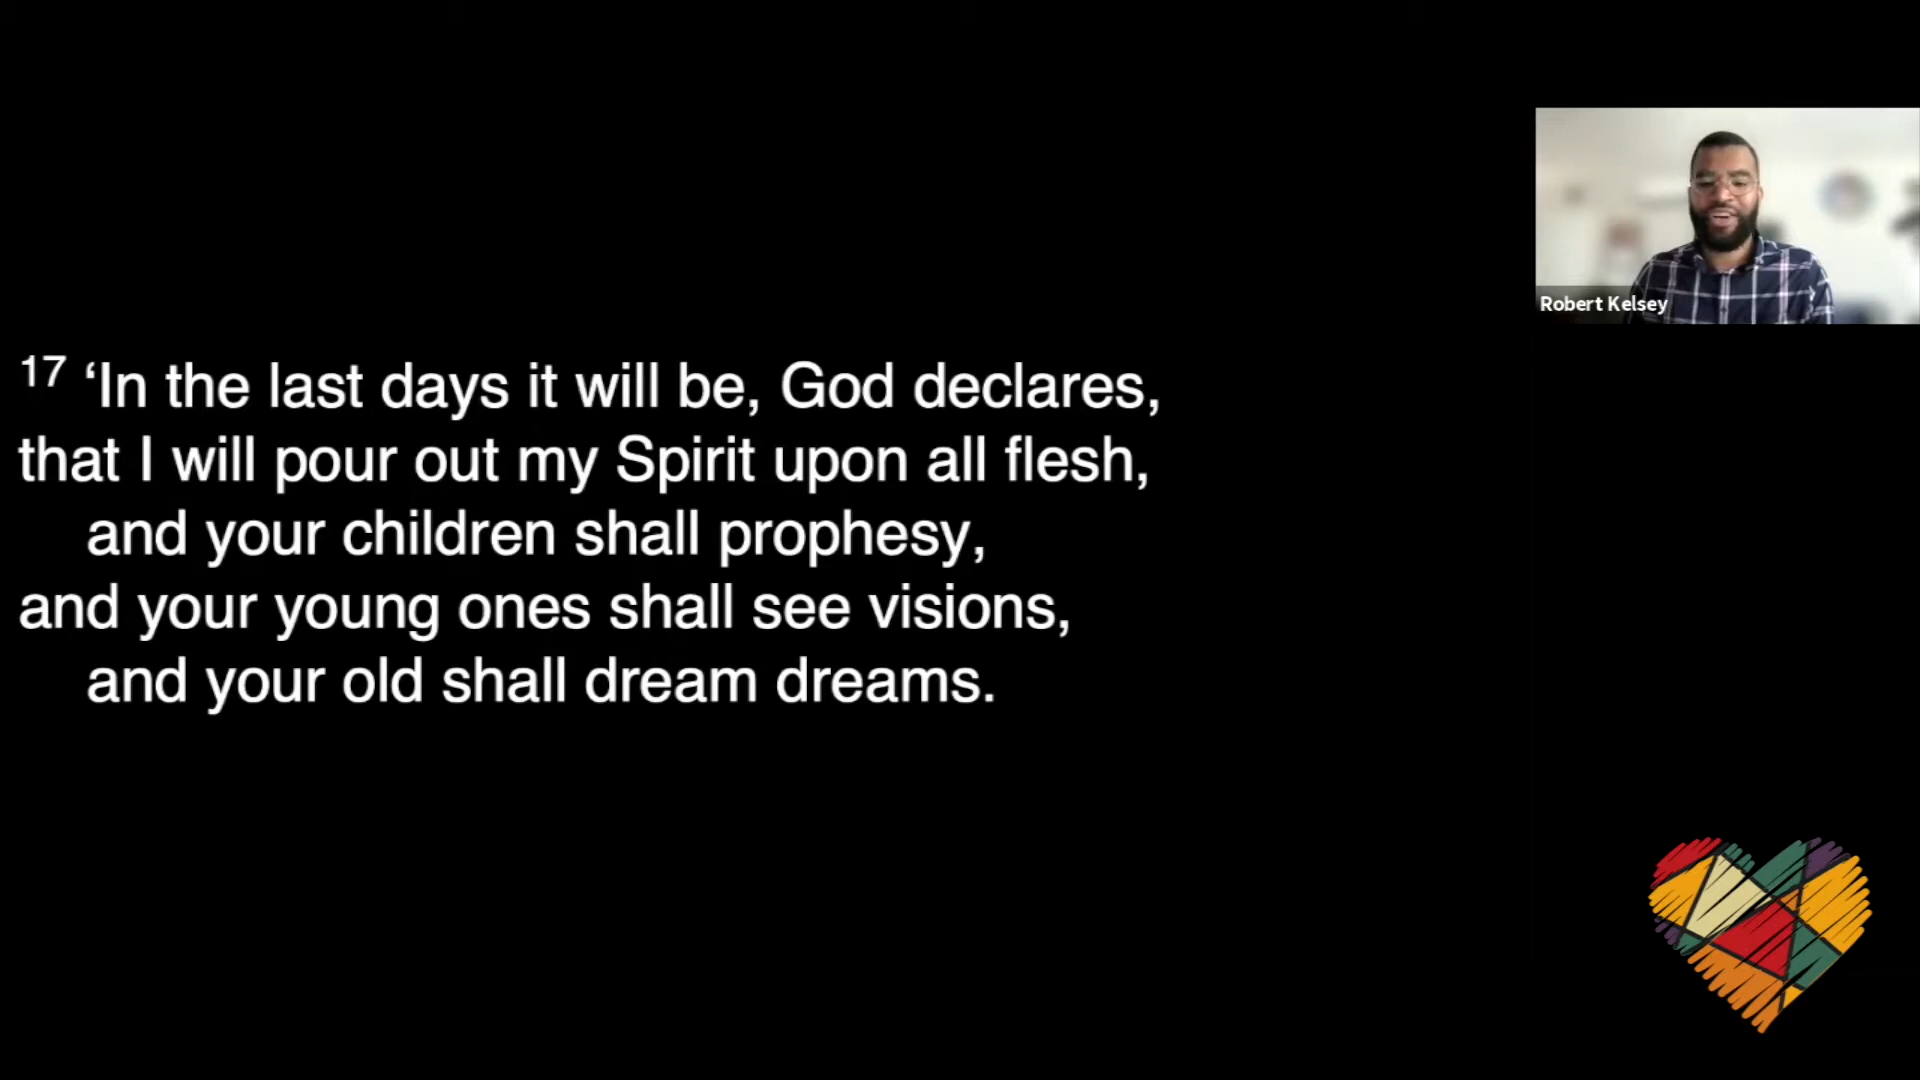 Robert Kelsey
17 ‘In the last days it will be, God declares,
that I will pour out my Spirit upon all flesh,
and your children shall prophesy,
and your young ones shall see visions,
and your old shall dream dreams.